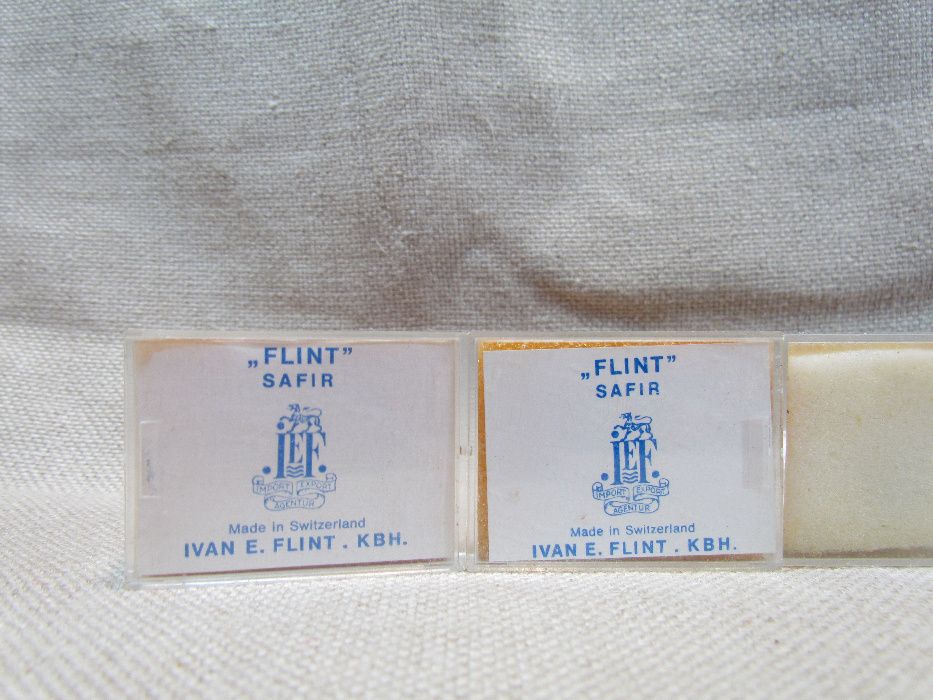 „FLINT”
SAFIR
IEF
IMPORT EXPORT
AGENTUR
Made in Switzerland
IVAN E. FLINT . KBH.
„FLINT”
SAFIR
IEF
IMPORT EXPORT
AGENTUR
Made in Switzerland
IVAN E. FLINT . KBH.